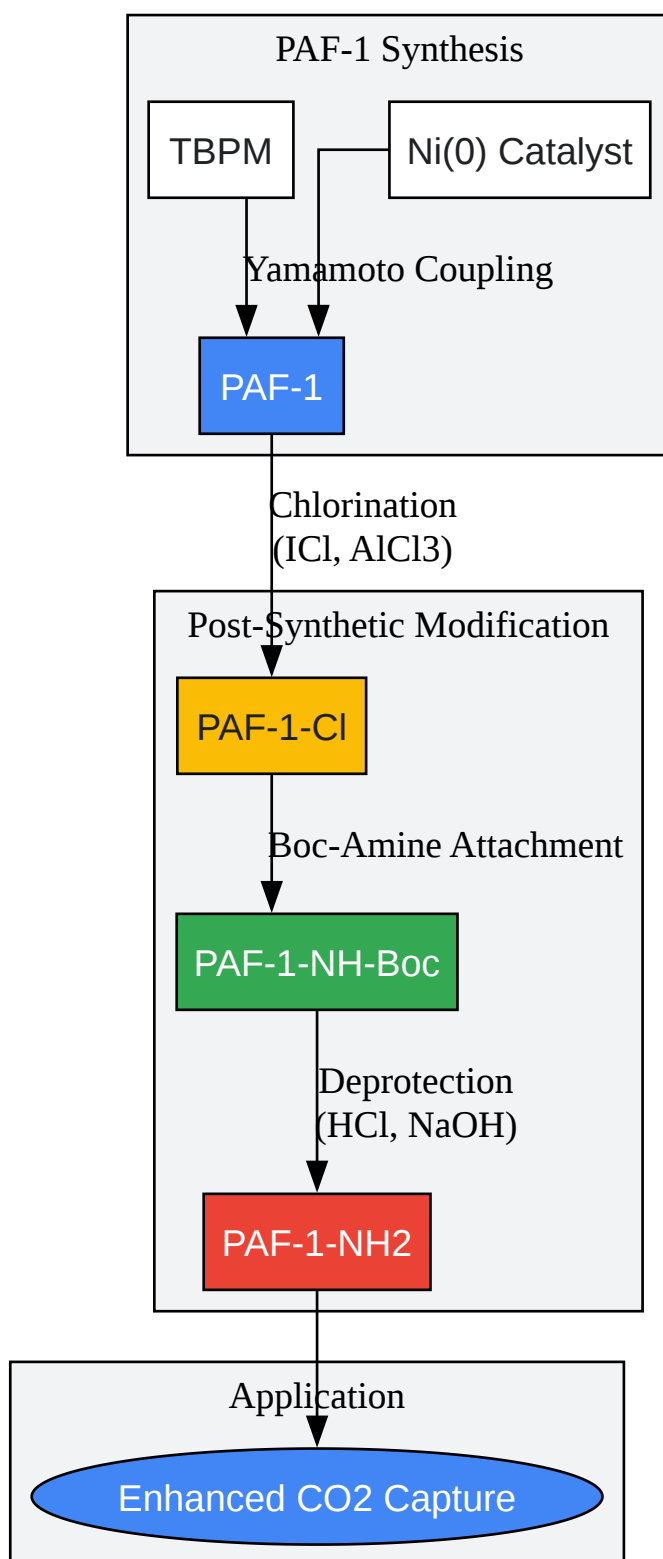 PAF-1 Synthesis
TBPM
Ni(0) Catalyst
Yamamoto Coupling
PAF-1
Chlorination
(ICl, AlCl3)
Post-Synthetic Modification
PAF-1-Cl
Boc-Amine Attachment
PAF-1-NH-Boc
Deprotection
(HCl, NaOH)
PAF-1-NH2
Application
Enhanced CO2 Capture